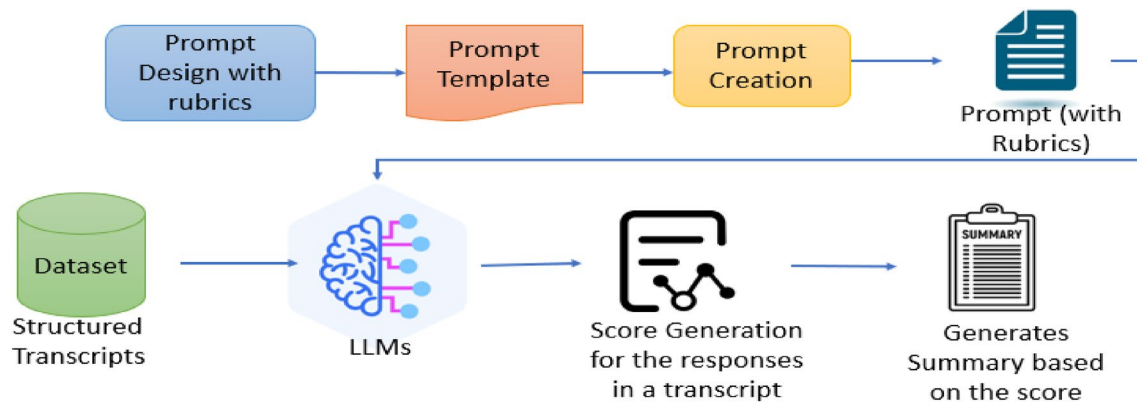 Prompt
Design with
rubrics
Prompt
Template
Prompt
Creation
Prompt (with
Rubrics)
Dataset
Structured
Transcripts
LLMs
Score Generation
for the responses
in a transcript
SUMMARY
Generates
Summary based
on the score